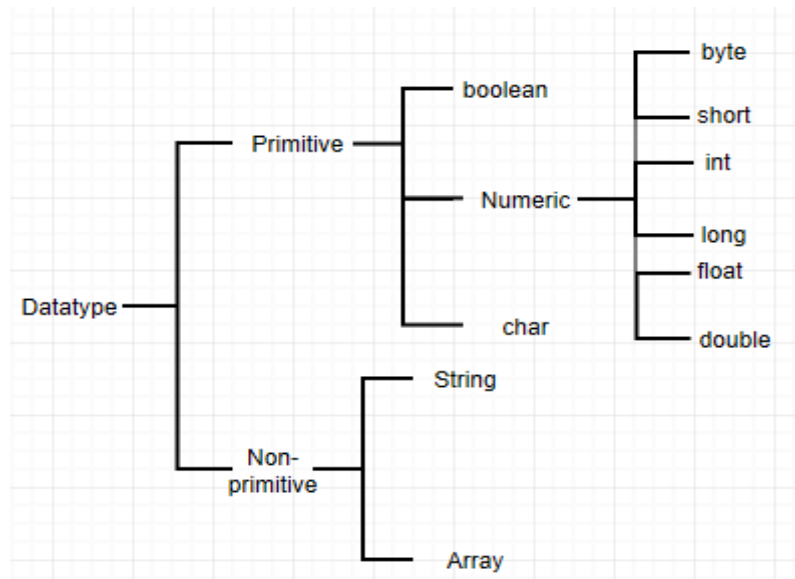 byte
boolean
short
Primitive
int
Numeric
long
float
Datatype
char
double
String
Non-
primitive
Array